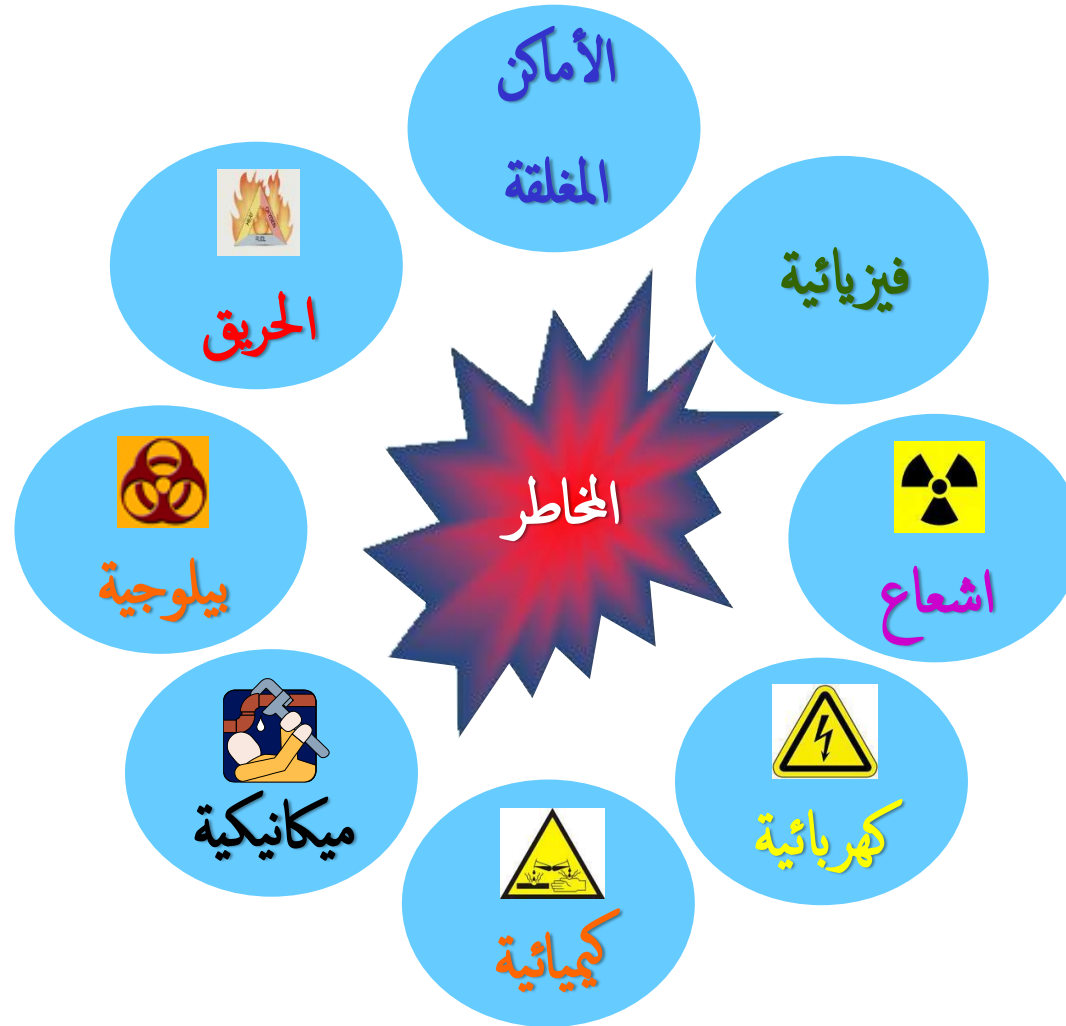 الأماكن
المغلقة
فيزيائية
الحريق
المخاطر
اشعاع
بيلوجية
كهربائية
ميكانيكية
كيميائية